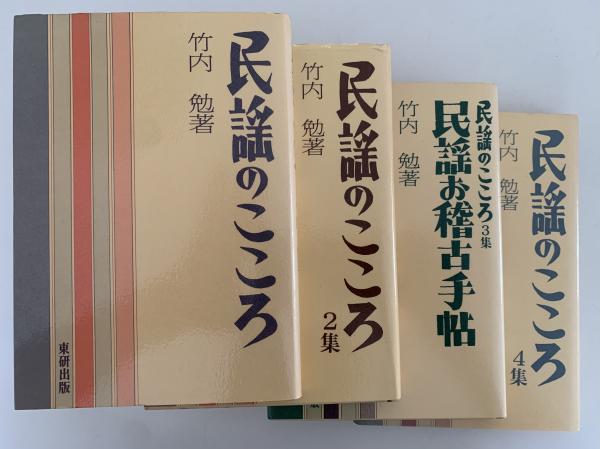 民謡のこころ
竹内 勉著
東研出版
民謡のこころ
2集
竹内 勉著
民謡のこころ 3集
民謡お稽古手帖
竹内 勉著
民謡のこころ
4集
竹内 勉著